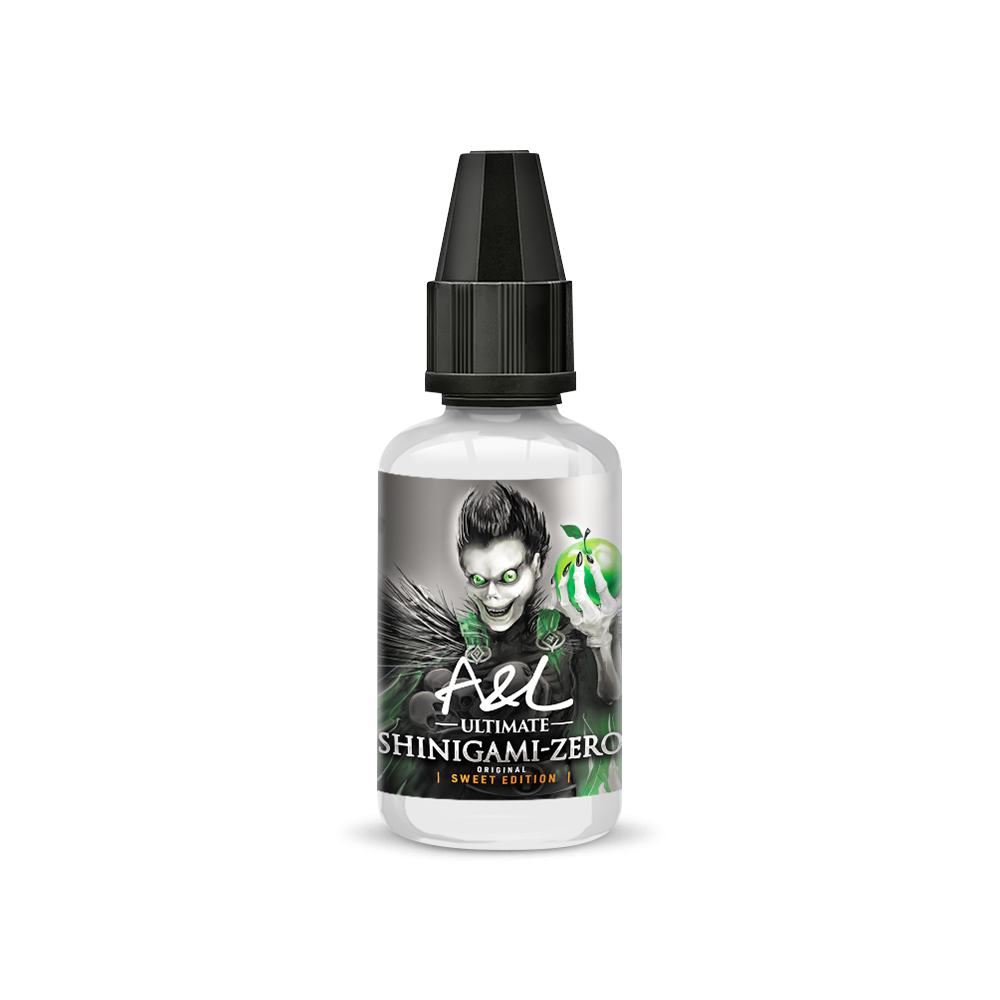 A&L
ULTIMATE
SHINIGAMI-ZERO
ORIGINAL
| SWEET EDITION |